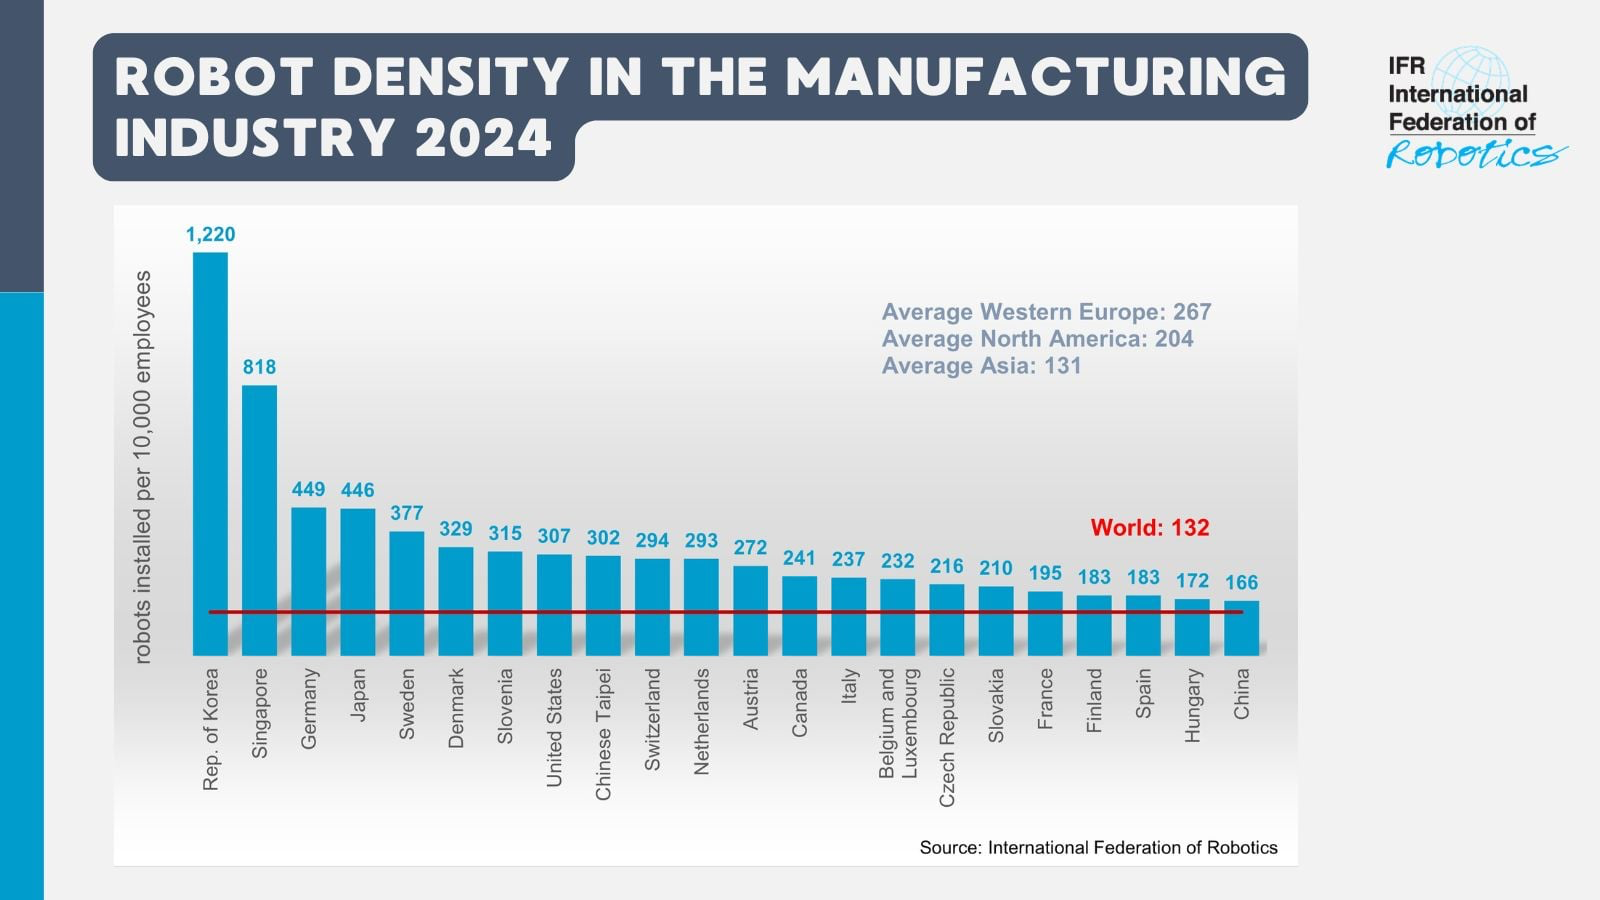 ROBOT DENSITY IN THE MANUFACTURING
INDUSTRY 2024
IFR
International
Federation of
Robotics
robots installed per 10,000 employees
1,220
818
449
446
377
329
315
307
302
294
293
272
241
237
232
216
210
195
183
183
172
166
Average Western Europe: 267
Average North America: 204
Average Asia: 131
World: 132
Rep. of Korea
Singapore
Germany
Japan
Sweden
Denmark
Slovenia
United States
Chinese Taipei
Switzerland
Netherlands
Austria
Canada
Italy
Belgium and
Luxembourg
Czech Republic
Slovakia
France
Finland
Spain
Hungary
China
Source: International Federation of Robotics